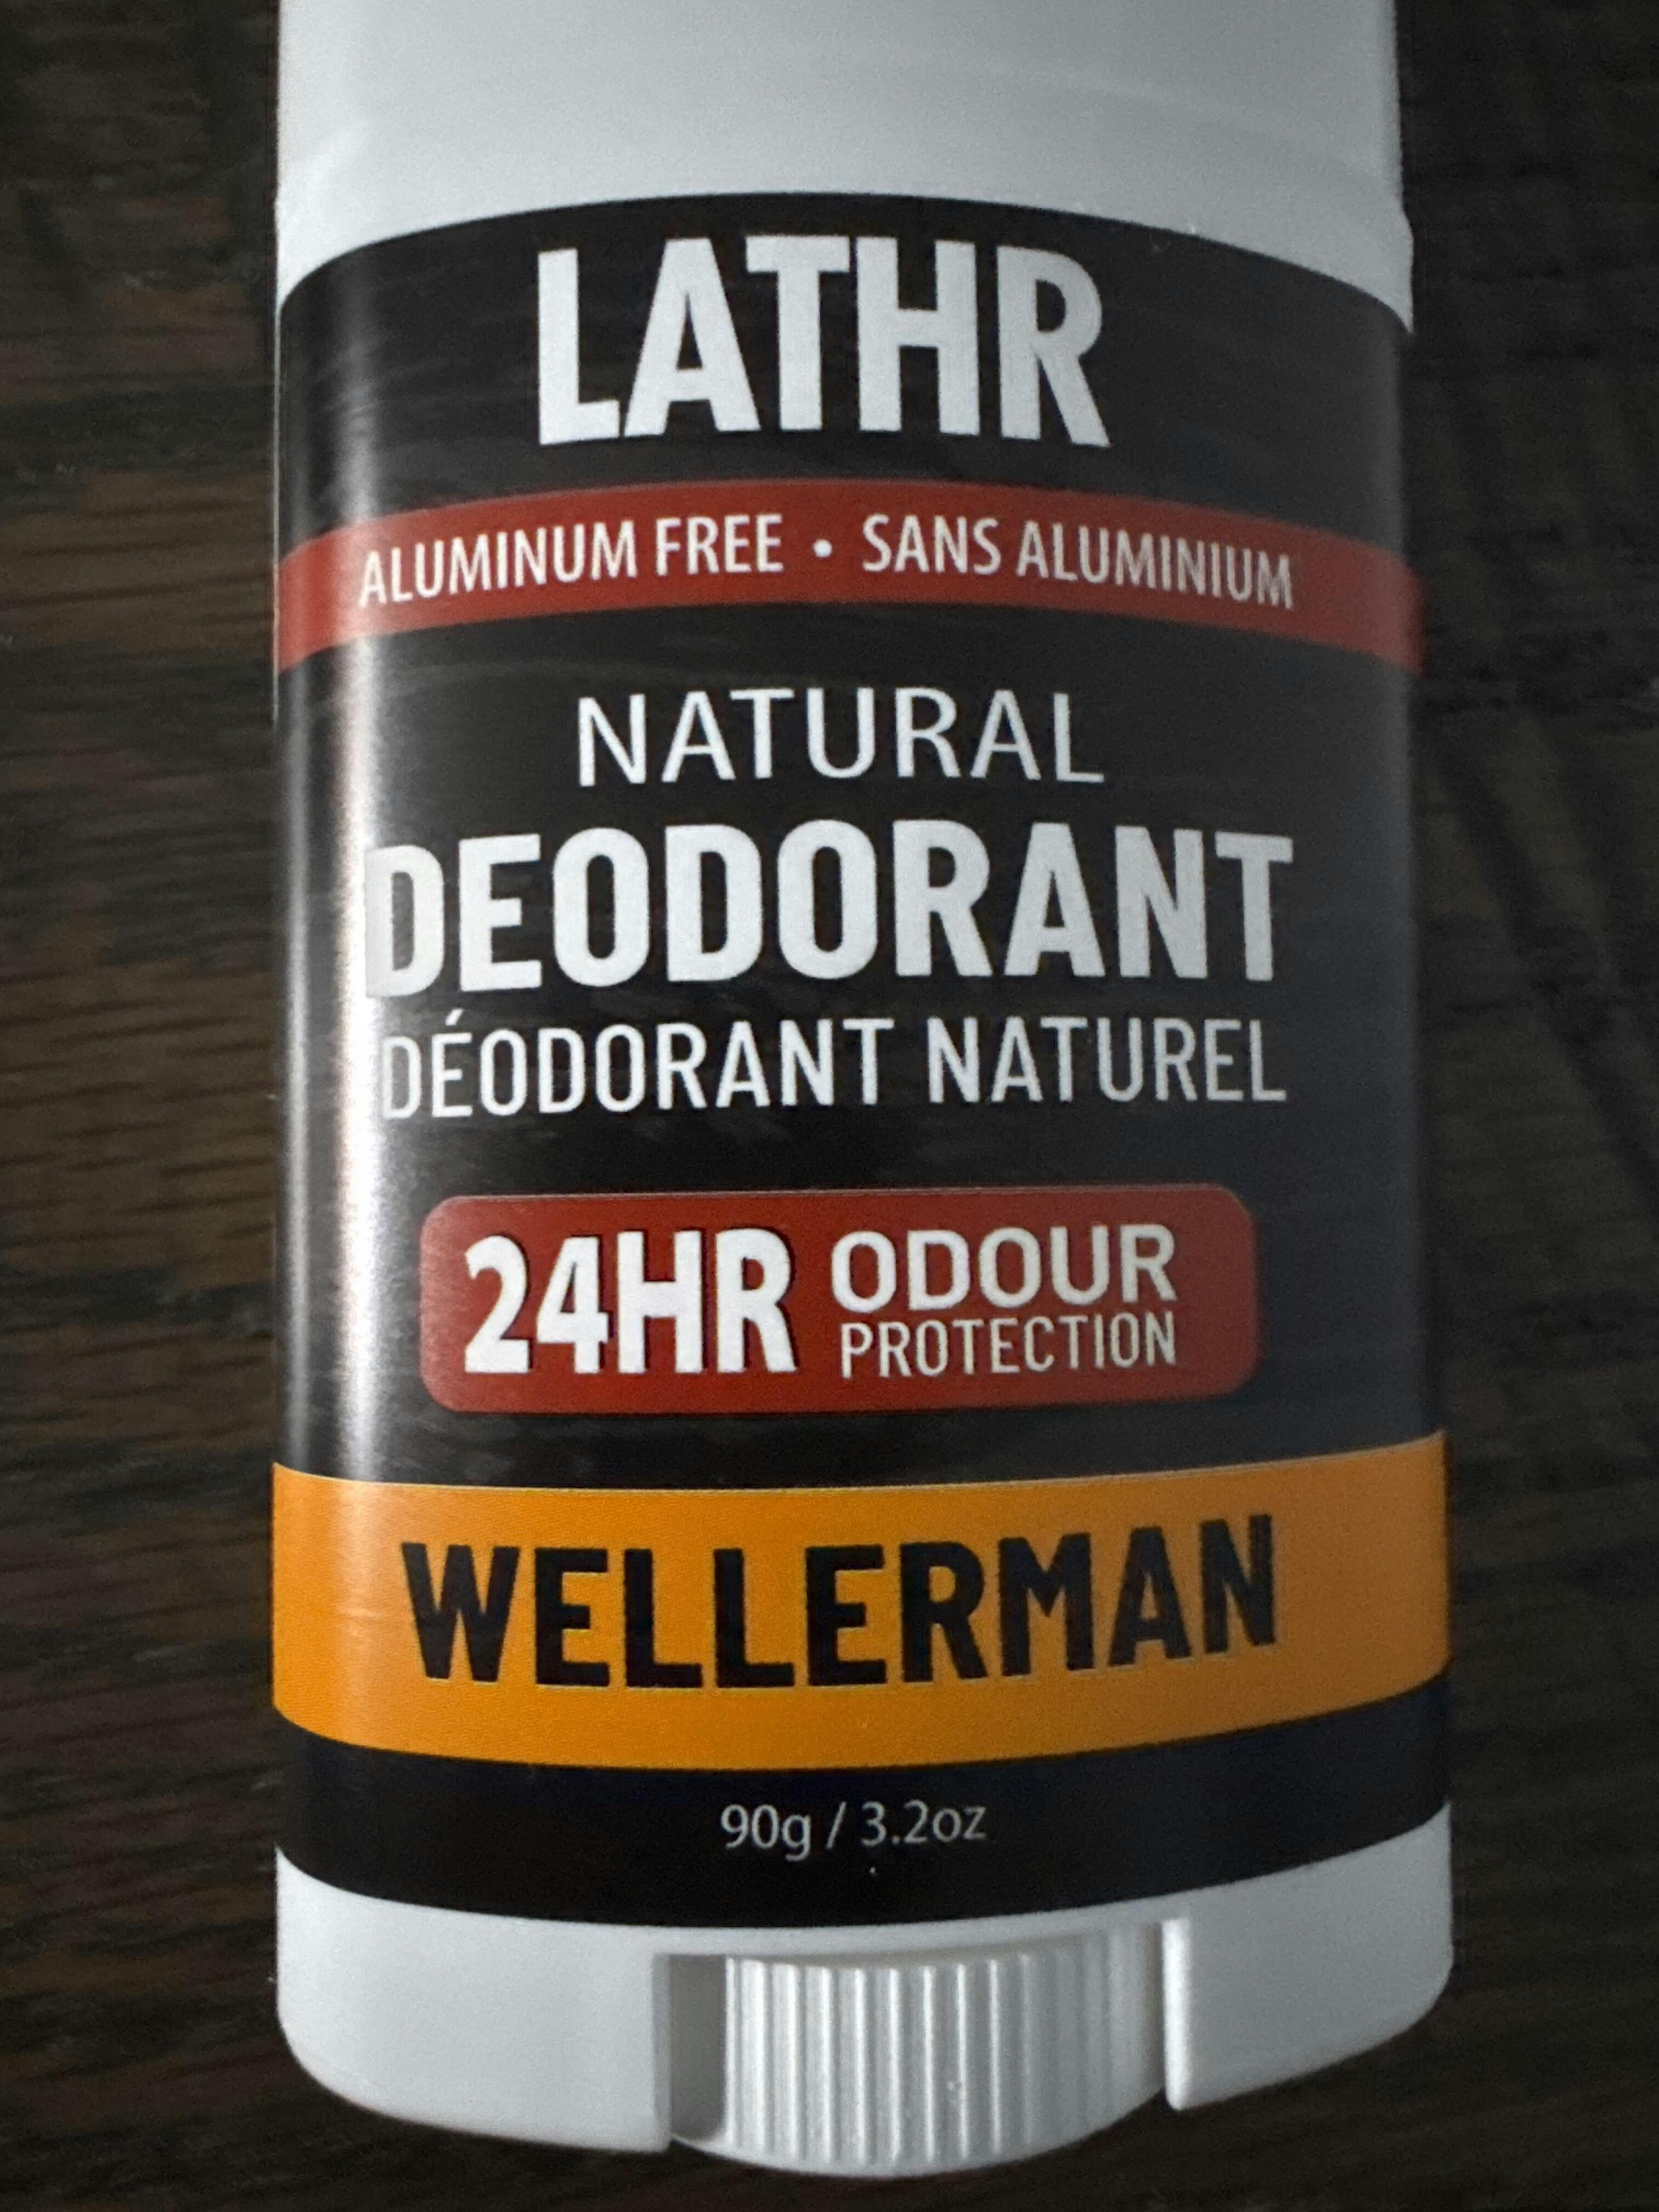 LATHR
ALUMINUM FREE • SANS ALUMINIUM
NATURAL
DEODORANT
DÉODORANT NATUREL
24HR ODOUR
PROTECTION
WELLERMAN
90g / 3.2oz